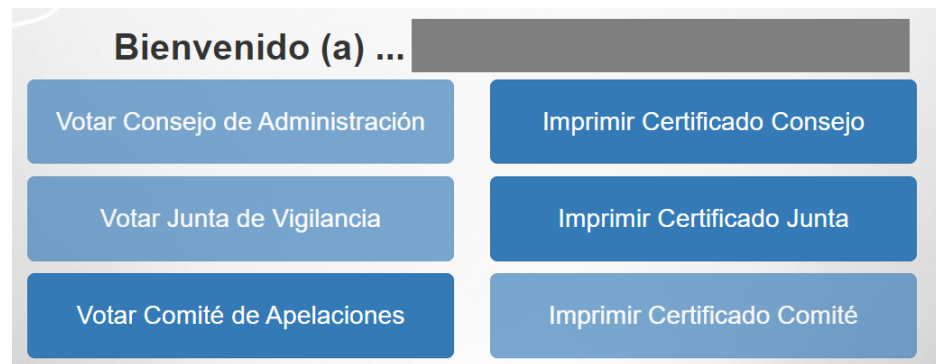 Bienvenido (a) ...
Votar Consejo de Administración
Imprimir Certificado Consejo
Votar Junta de Vigilancia
Imprimir Certificado Junta
Votar Comité de Apelaciones
Imprimir Certificado Comité